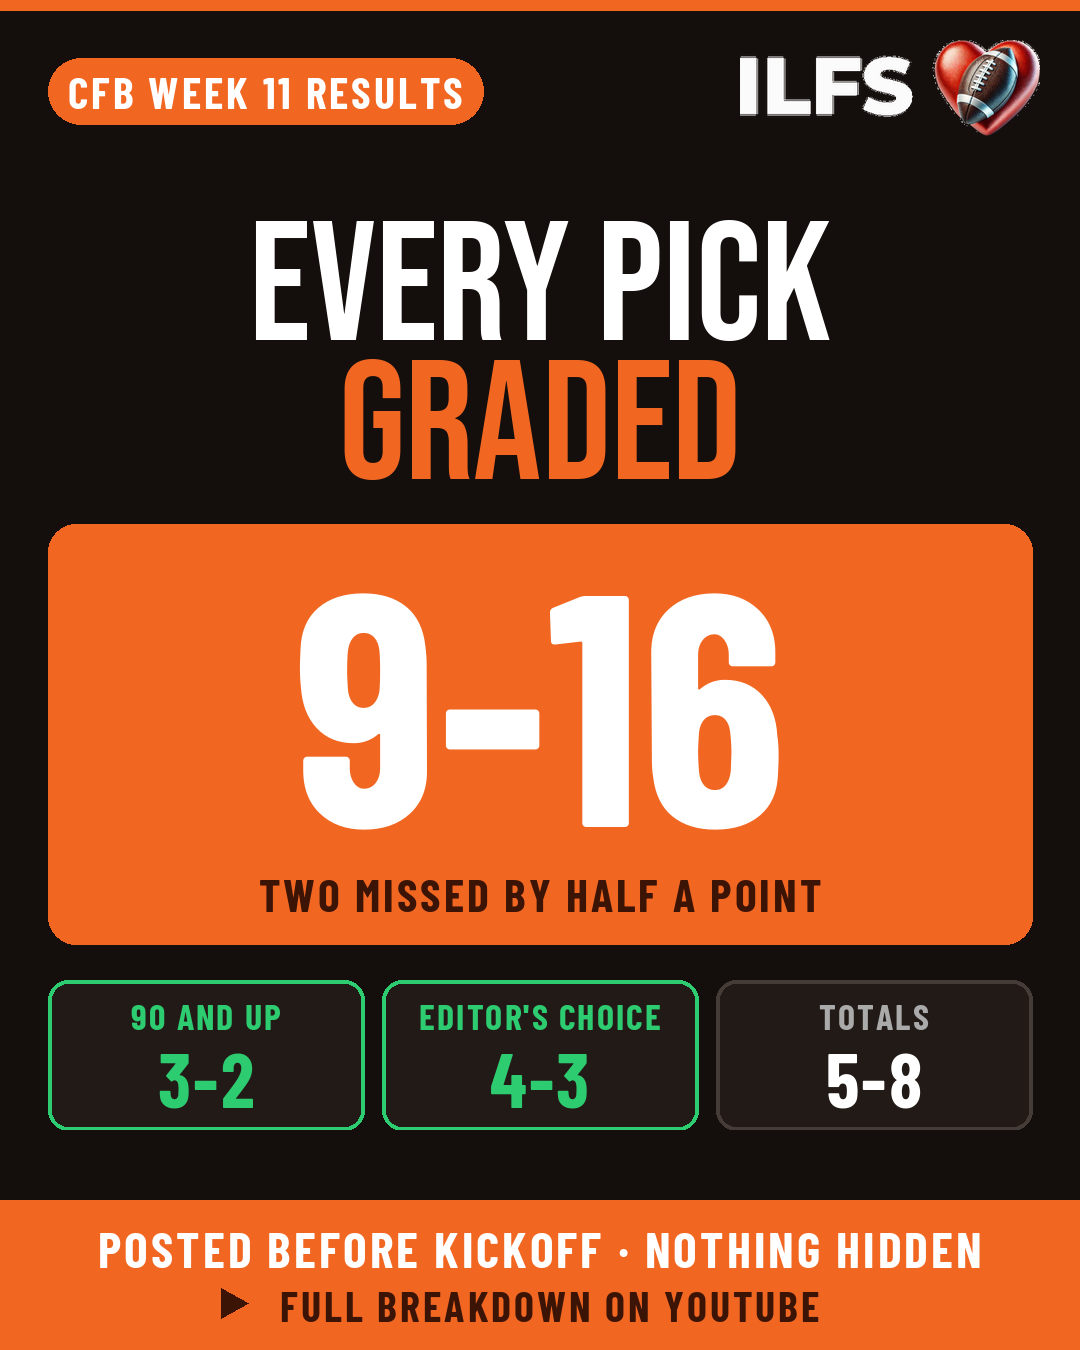 CFB WEEK 11 RESULTS
ILFS
EVERY PICK
GRADED
9-16
TWO MISSED BY HALF A POINT
90 AND UP
3-2
EDITOR'S CHOICE
4-3
TOTALS
5-8
POSTED BEFORE KICKOFF · NOTHING HIDDEN
FULL BREAKDOWN ON YOUTUBE